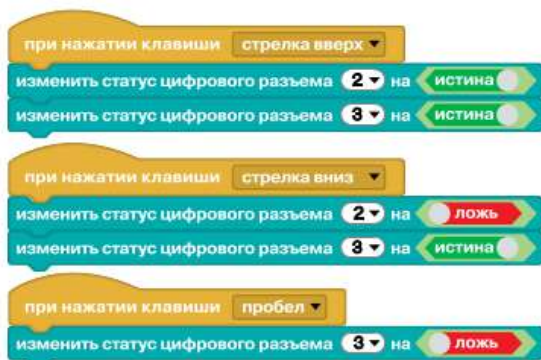 при нажатии клавиши стрелка вверх
изменить статус цифрового разъема 2 на истина
изменить статус цифрового разъема 3 на истина
при нажатии клавиши стрелка вниз
изменить статус цифрового разъема 2 на ложь
изменить статус цифрового разъема 3 на истина
при нажатии клавиши пробел
изменить статус цифрового разъема 3 на ложь